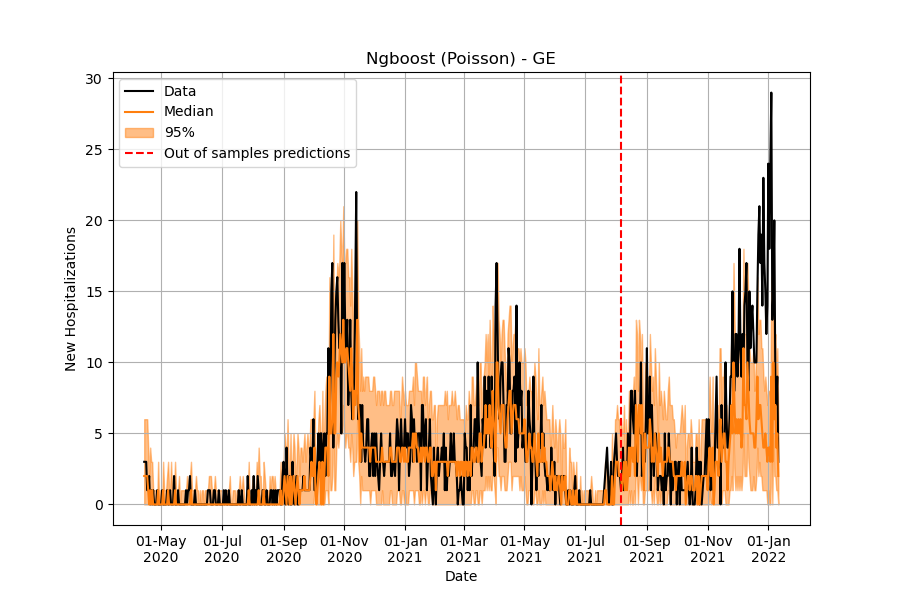 Ngboost (Poisson) - GE
Data
Median
95%
Out of samples predictions
New Hospitalizations
30
25
20
15
10
5
0
01-May 01-Jul 01-Sep 01-Nov 01-Jan 01-Mar 01-May 01-Jul 01-Sep 01-Nov 01-Jan
2020 2020 2020 2020 2021 2021 2021 2021 2021 2021 2022
Date